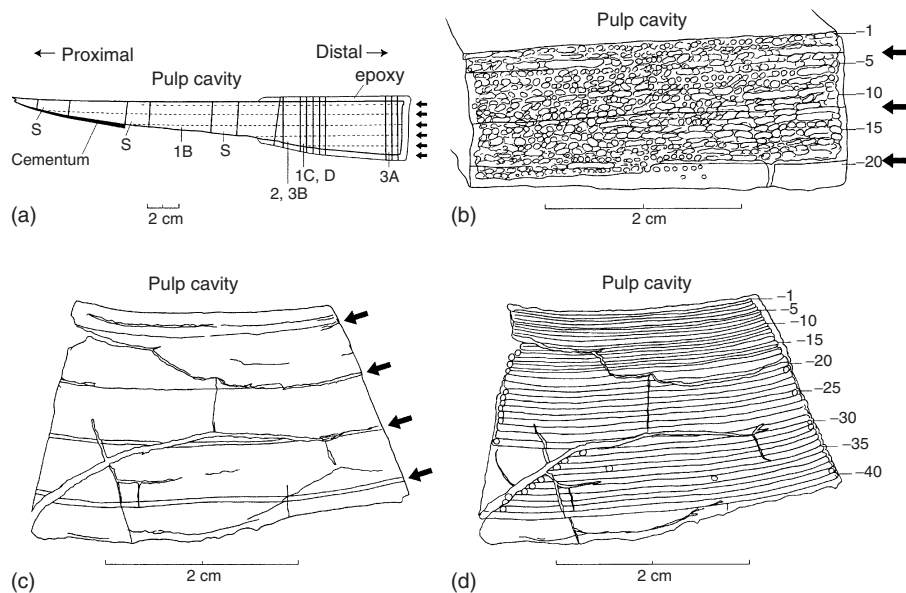 ← Proximal
Distal →
Pulp cavity
epoxy
S
Cementum
S
1B
S
1C, D
2, 3B
3A
2 cm
(a)
Pulp cavity
–1
–5
–10
–15
–20
2 cm
(b)
Pulp cavity
2 cm
(c)
Pulp cavity
–1
–5
–10
–15
–20
–25
–30
–35
–40
2 cm
(d)